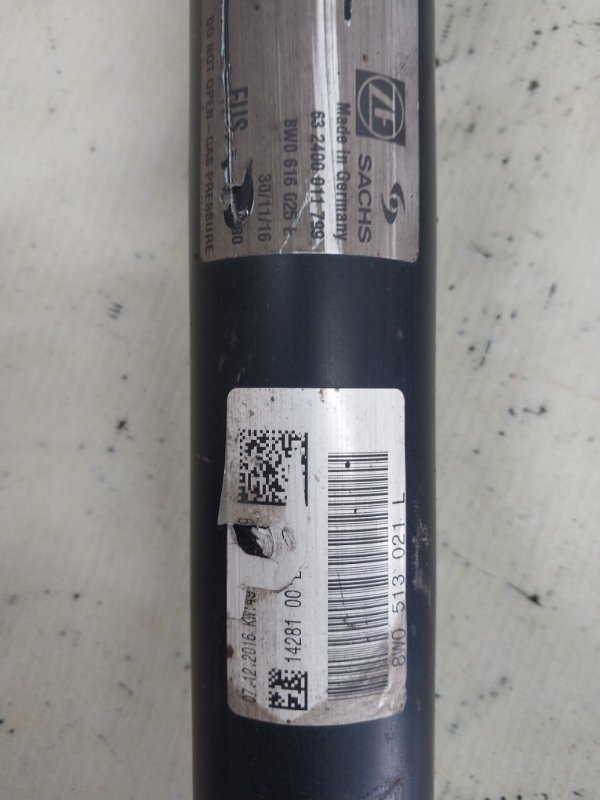 ZF
SACHS
Made in Germany
63 2400 011 799
8W0 616 025 E
30/11/16
DO NOT OPEN - GAS PRESSURE
8W0 513 021 L
14281 00
07.12.2016